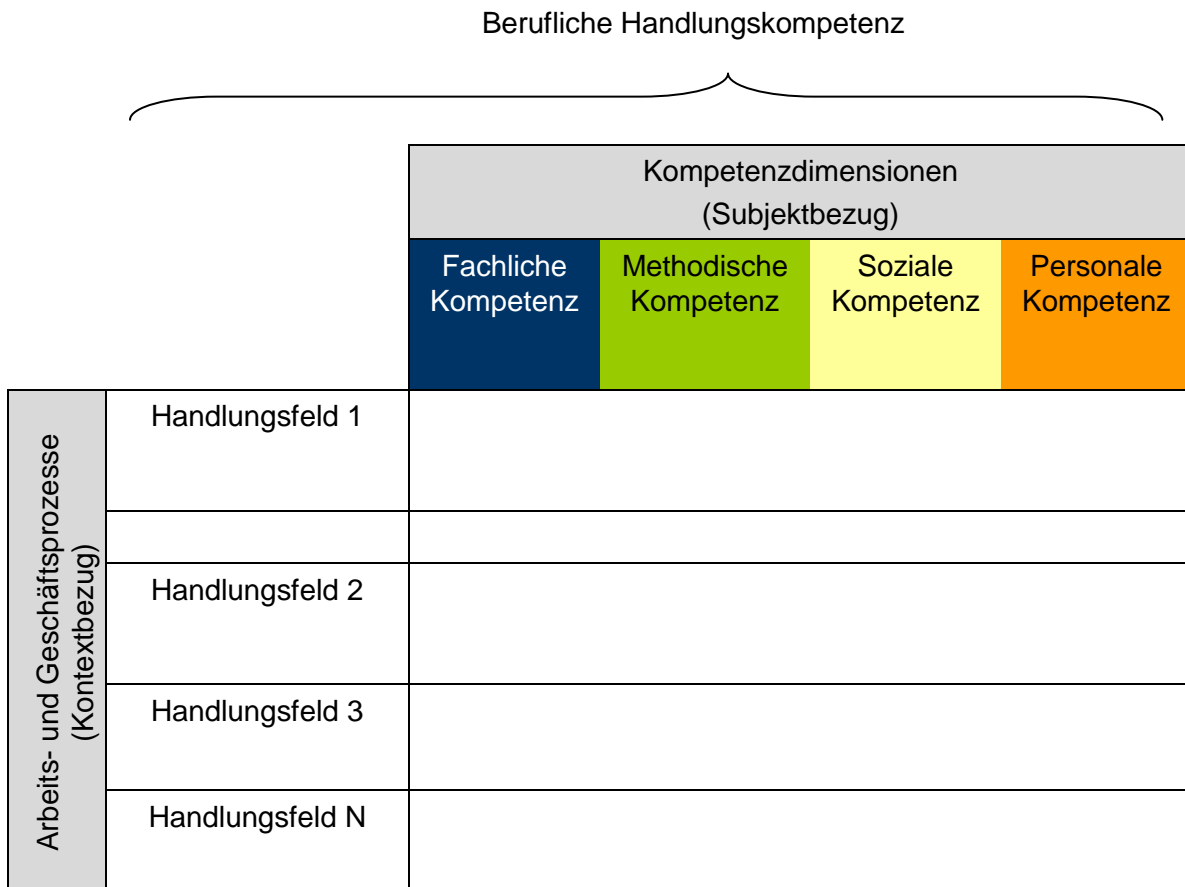 Berufliche Handlungskompetenz
Kompetenzdimensionen
(Subjektbezug)
Fachliche
Kompetenz
Methodische
Kompetenz
Soziale
Kompetenz
Personale
Kompetenz
Arbeits- und Geschäftsprozesse
(Kontextbezug)
Handlungsfeld 1
Handlungsfeld 2
Handlungsfeld 3
Handlungsfeld N